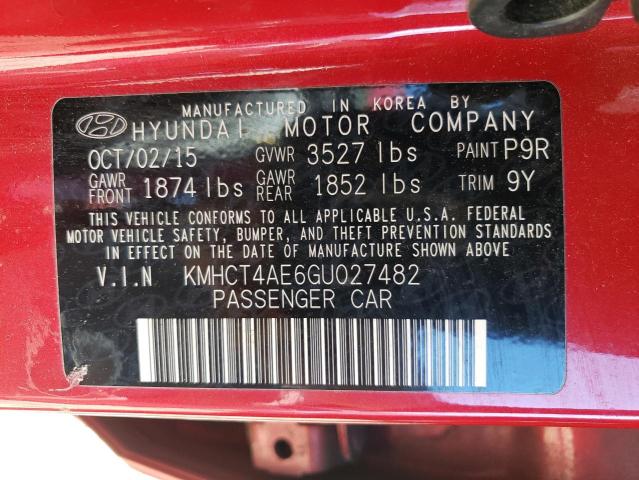 MANUFACTURED IN KOREA BY
HYUNDAI MOTOR COMPANY
OCT/02/15 GVWR 3527 lbs PAINT P9R
GAWR FRONT 1874 lbs GAWR REAR 1852 lbs TRIM 9Y
THIS VEHICLE CONFORMS TO ALL APPLICABLE U.S.A. FEDERAL
MOTOR VEHICLE SAFETY, BUMPER, AND THEFT PREVENTION STANDARDS
IN EFFECT ON THE DATE OF MANUFACTURE SHOWN ABOVE.
V.I.N KMHCT4AE6GU027482
PASSENGER CAR